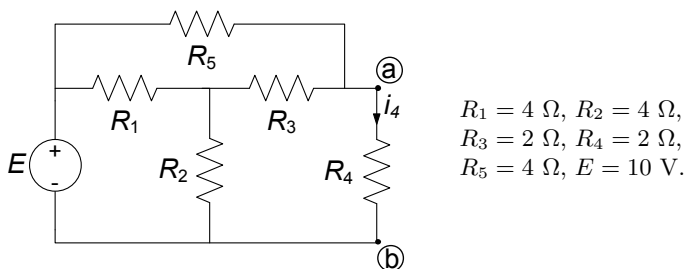 R5
a
R1
R3
i4
E
+
-
R2
R4
b
R₁ = 4 Ω, R₂ = 4 Ω,
R₃ = 2 Ω, R₄ = 2 Ω,
R₅ = 4 Ω, E = 10 V.